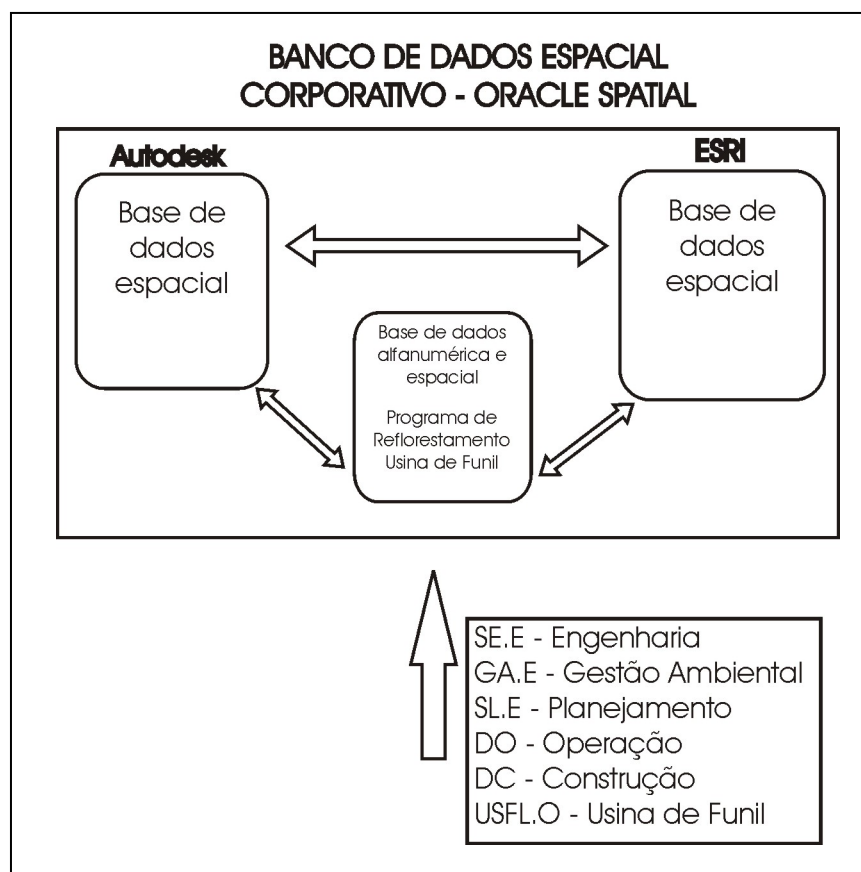 BANCO DE DADOS ESPACIAL
CORPORATIVO - ORACLE SPATIAL
Autodesk
Base de
dados
espacial
ESRI
Base de
dados
espacial
Base de dados
alfanumérica e
espacial
Programa de
Reflorestamento
Usina de Funil
SE.E - Engenharia
GA.E - Gestão Ambiental
SL.E - Planejamento
DO - Operação
DC - Construção
USFL.O - Usina de Funil